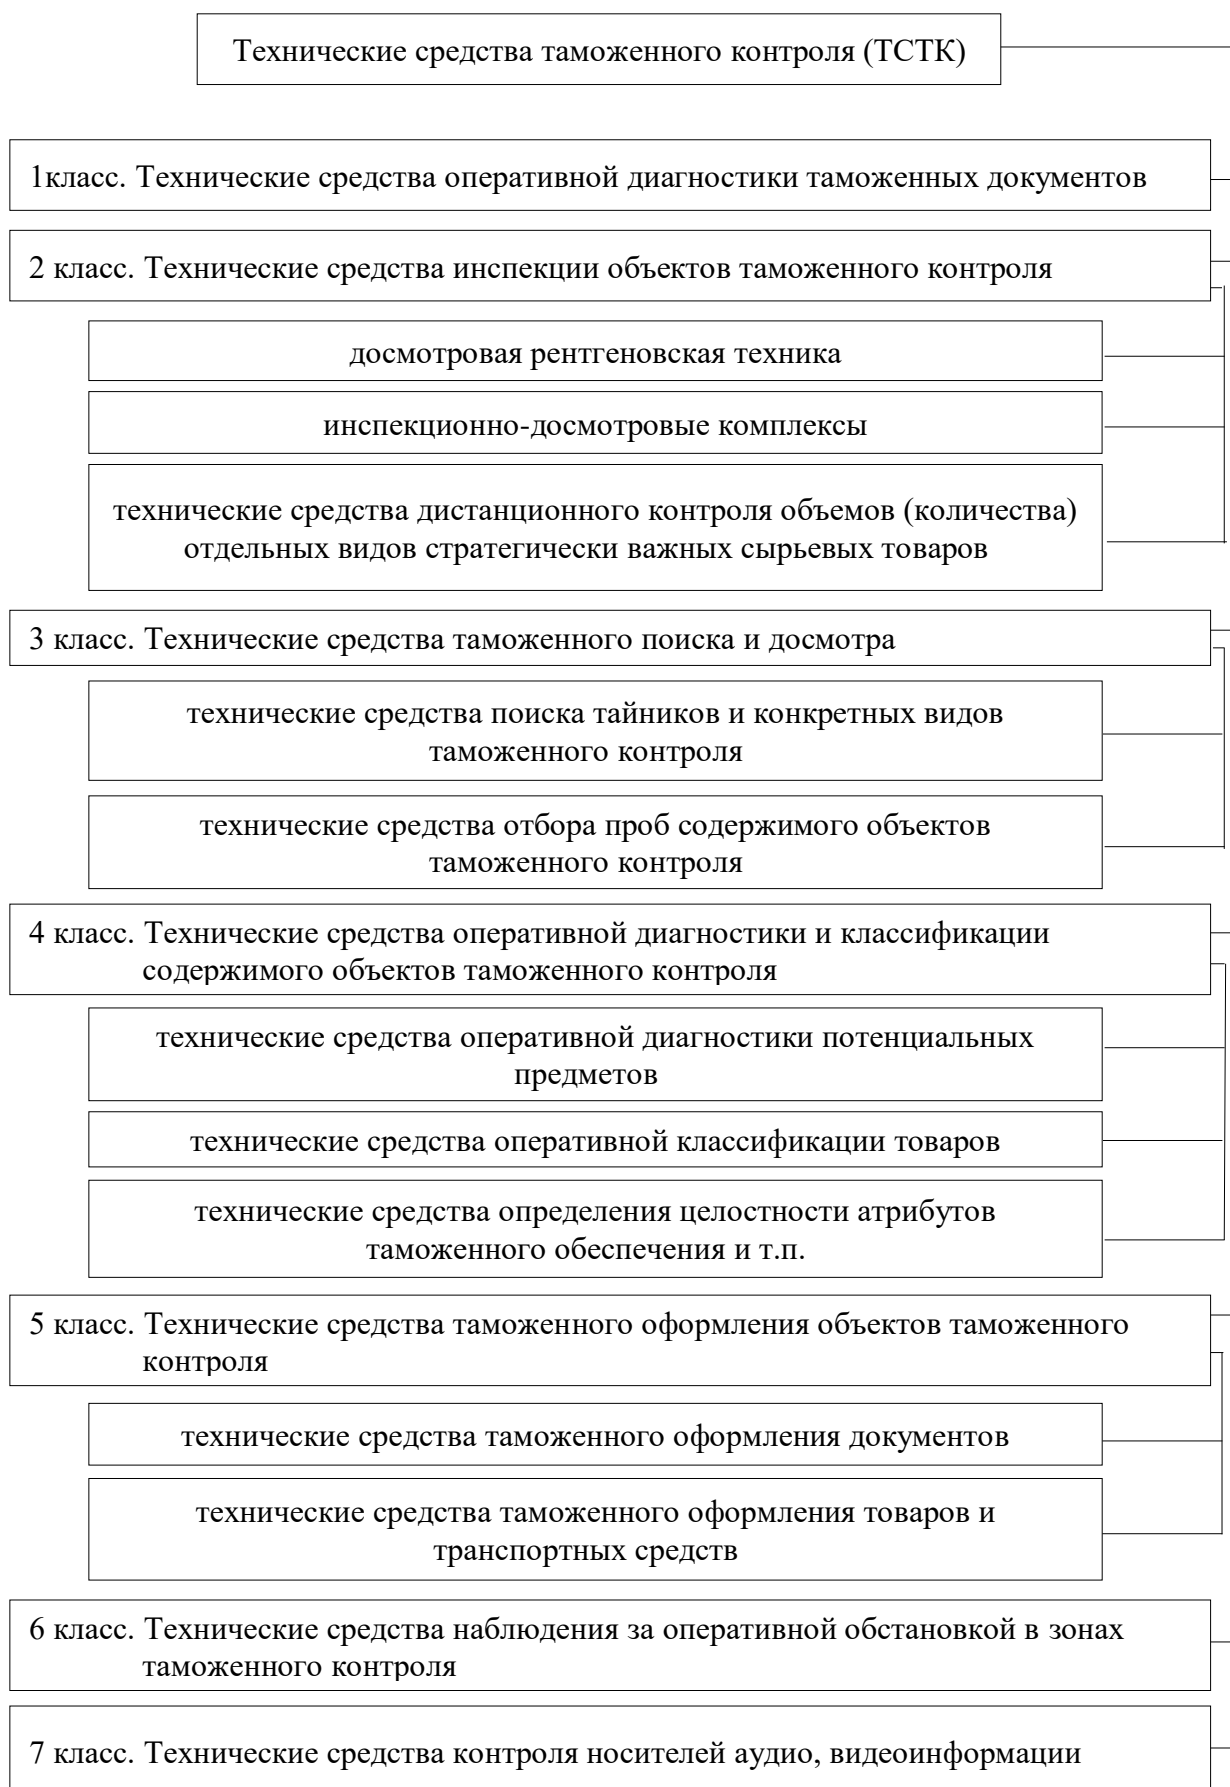 Технические средства таможенного контроля (ТСТК)
1класс. Технические средства оперативной диагностики таможенных документов
2 класс. Технические средства инспекции объектов таможенного контроля
досмотровая рентгеновская техника
инспекционно-досмотровые комплексы
технические средства дистанционного контроля объемов (количества)
отдельных видов стратегически важных сырьевых товаров
3 класс. Технические средства таможенного поиска и досмотра
технические средства поиска тайников и конкретных видов
таможенного контроля
технические средства отбора проб содержимого объектов
таможенного контроля
4 класс. Технические средства оперативной диагностики и классификации
содержимого объектов таможенного контроля
технические средства оперативной диагностики потенциальных
предметов
технические средства оперативной классификации товаров
технические средства определения целостности атрибутов
таможенного обеспечения и т.п.
5 класс. Технические средства таможенного оформления объектов таможенного
контроля
технические средства таможенного оформления документов
технические средства таможенного оформления товаров и
транспортных средств
6 класс. Технические средства наблюдения за оперативной обстановкой в зонах
таможенного контроля
7 класс. Технические средства контроля носителей аудио, видеоинформации